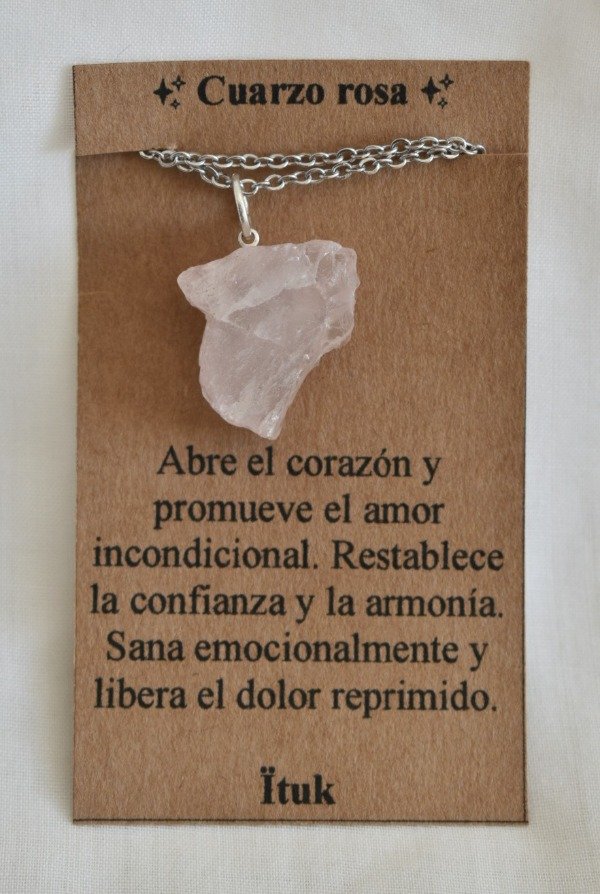 Cuarzo rosa
Abre el corazón y
promueve el amor
incondicional. Restablece
la confianza y la armonía.
Sana emocionalmente y
libera el dolor reprimido.
Ïtuk